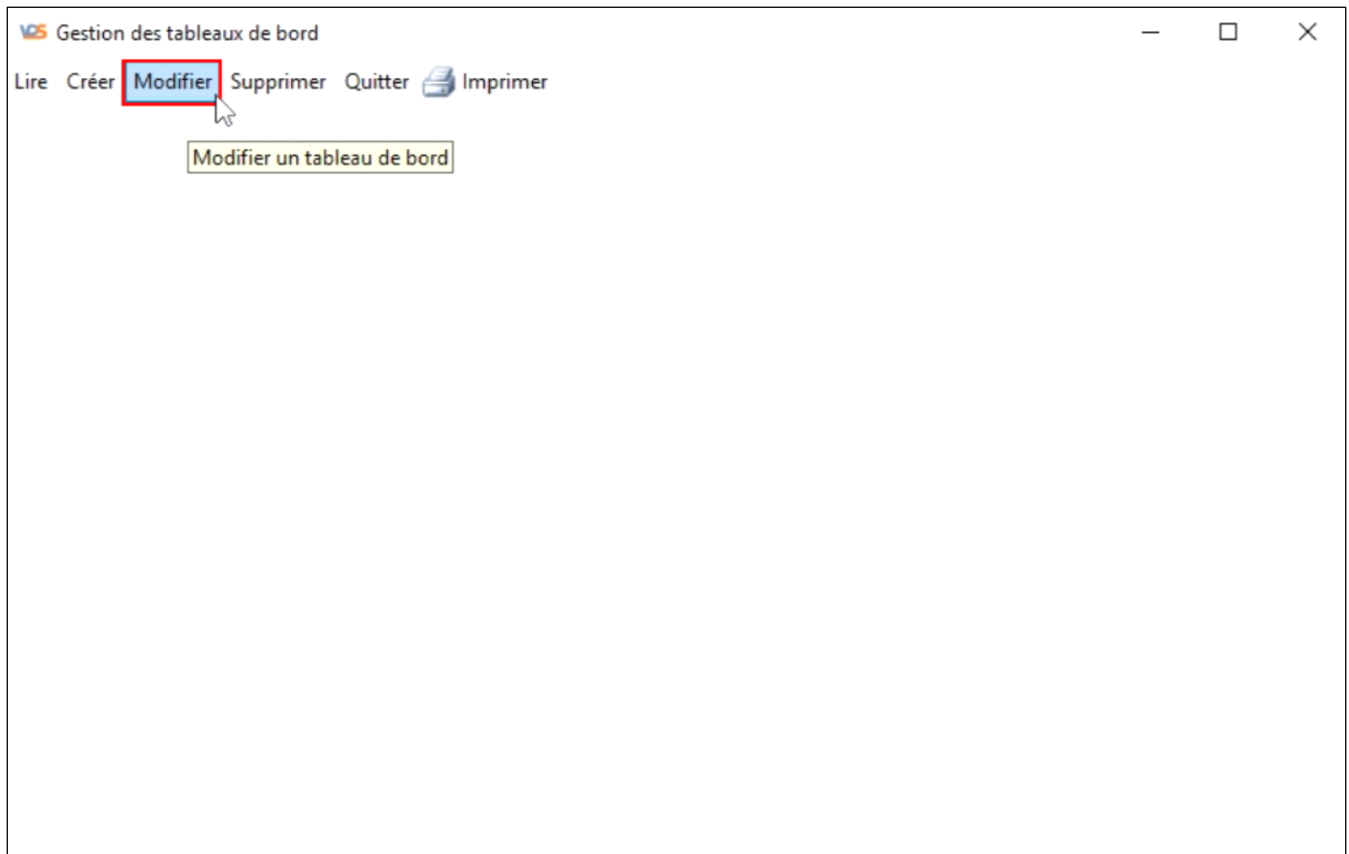 VDS Gestion des tableaux de bord
Lire Créer Modifier Supprimer Quitter Imprimer
Modifier un tableau de bord